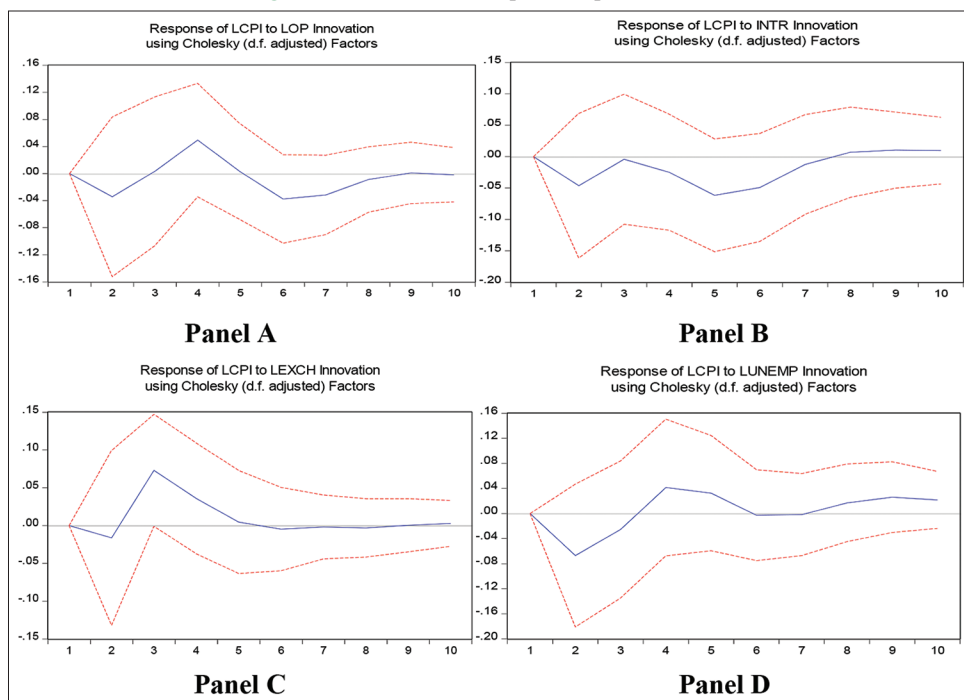 Response of LCPI to LOP Innovation
using Cholesky (d.f. adjusted) Factors
.16
.12
.08
.04
.00
-.04
-.08
-.12
-.16
1 2 3 4 5 6 7 8 9 10
Panel A
Response of LCPI to INTR Innovation
using Cholesky (d.f. adjusted) Factors
.15
.10
.05
.00
-.05
-.10
-.15
-.20
1 2 3 4 5 6 7 8 9 10
Panel B
Response of LCPI to LEXCH Innovation
using Cholesky (d.f. adjusted) Factors
.15
.10
.05
.00
-.05
-.10
-.15
1 2 3 4 5 6 7 8 9 10
Panel C
Response of LCPI to LUNEMP Innovation
using Cholesky (d.f. adjusted) Factors
.16
.12
.08
.04
.00
-.04
-.08
-.12
-.16
-.20
1 2 3 4 5 6 7 8 9 10
Panel D